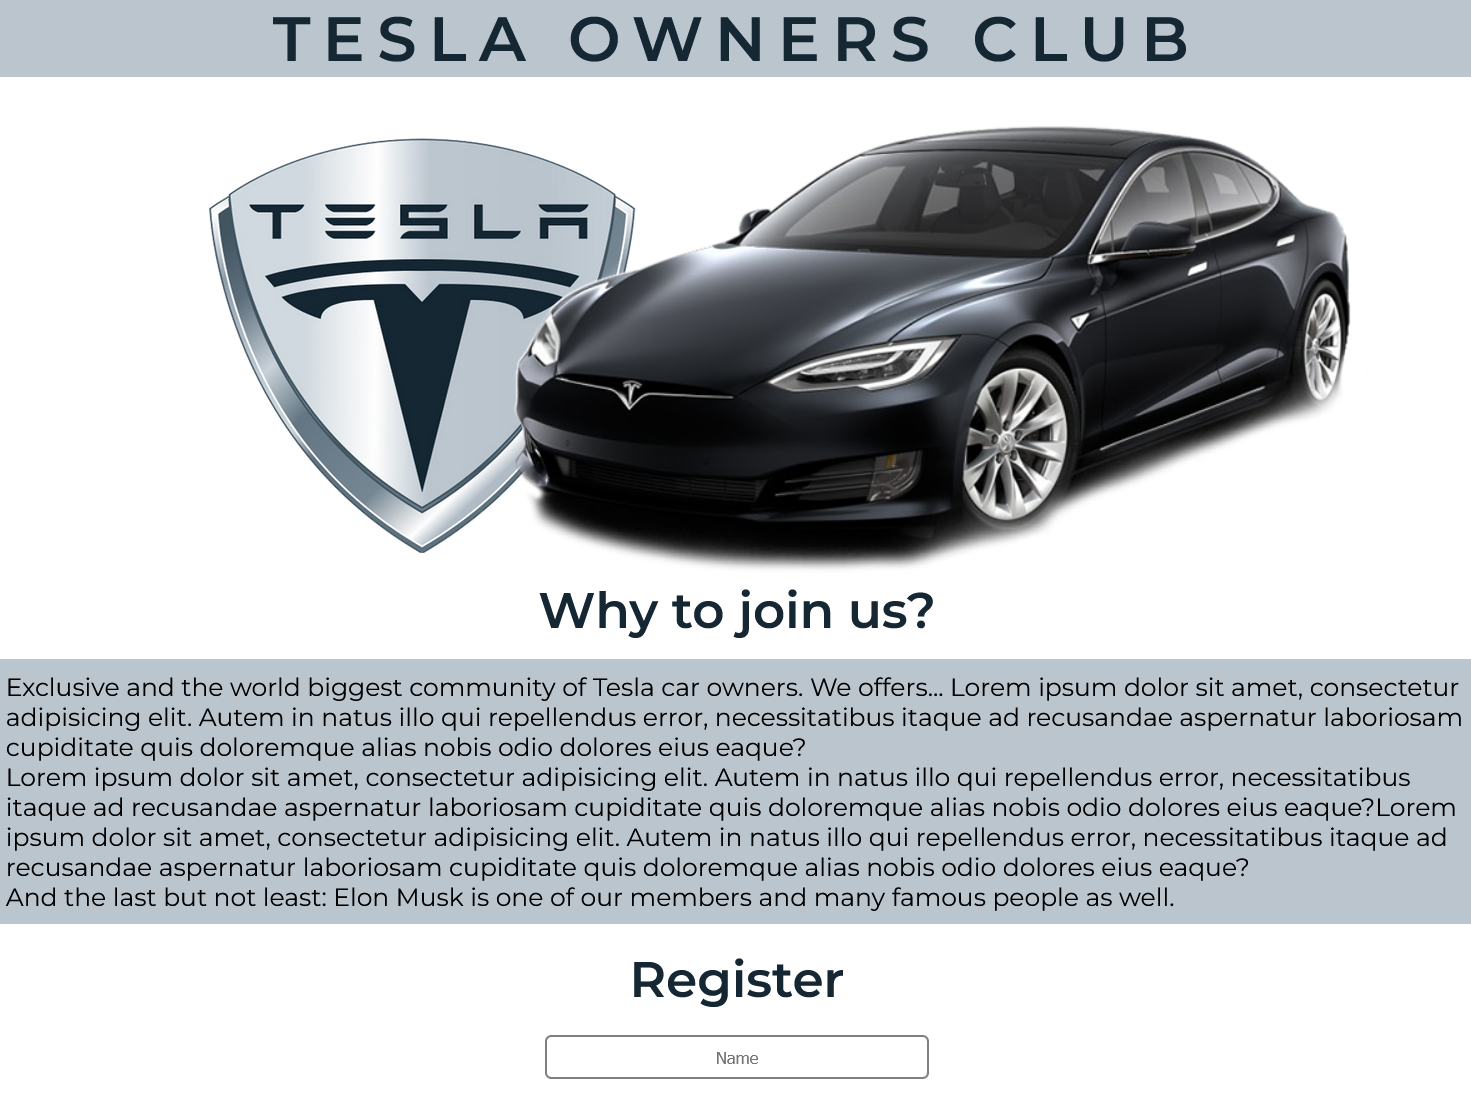 TESLA OWNERS CLUB
TESLA
Why to join us?
Exclusive and the world biggest community of Tesla car owners. We offers... Lorem ipsum dolor sit amet, consectetur
adipisicing elit. Autem in natus illo qui repellendus error, necessitatibus itaque ad recusandae aspernatur laboriosam
cupiditate quis doloremque alias nobis odio dolores eius eaque?
Lorem ipsum dolor sit amet, consectetur adipisicing elit. Autem in natus illo qui repellendus error, necessitatibus
itaque ad recusandae aspernatur laboriosam cupiditate quis doloremque alias nobis odio dolores eius eaque?Lorem
ipsum dolor sit amet, consectetur adipisicing elit. Autem in natus illo qui repellendus error, necessitatibus itaque ad
recusandae aspernatur laboriosam cupiditate quis doloremque alias nobis odio dolores eius eaque?
And the last but not least: Elon Musk is one of our members and many famous people as well.
Register
Name